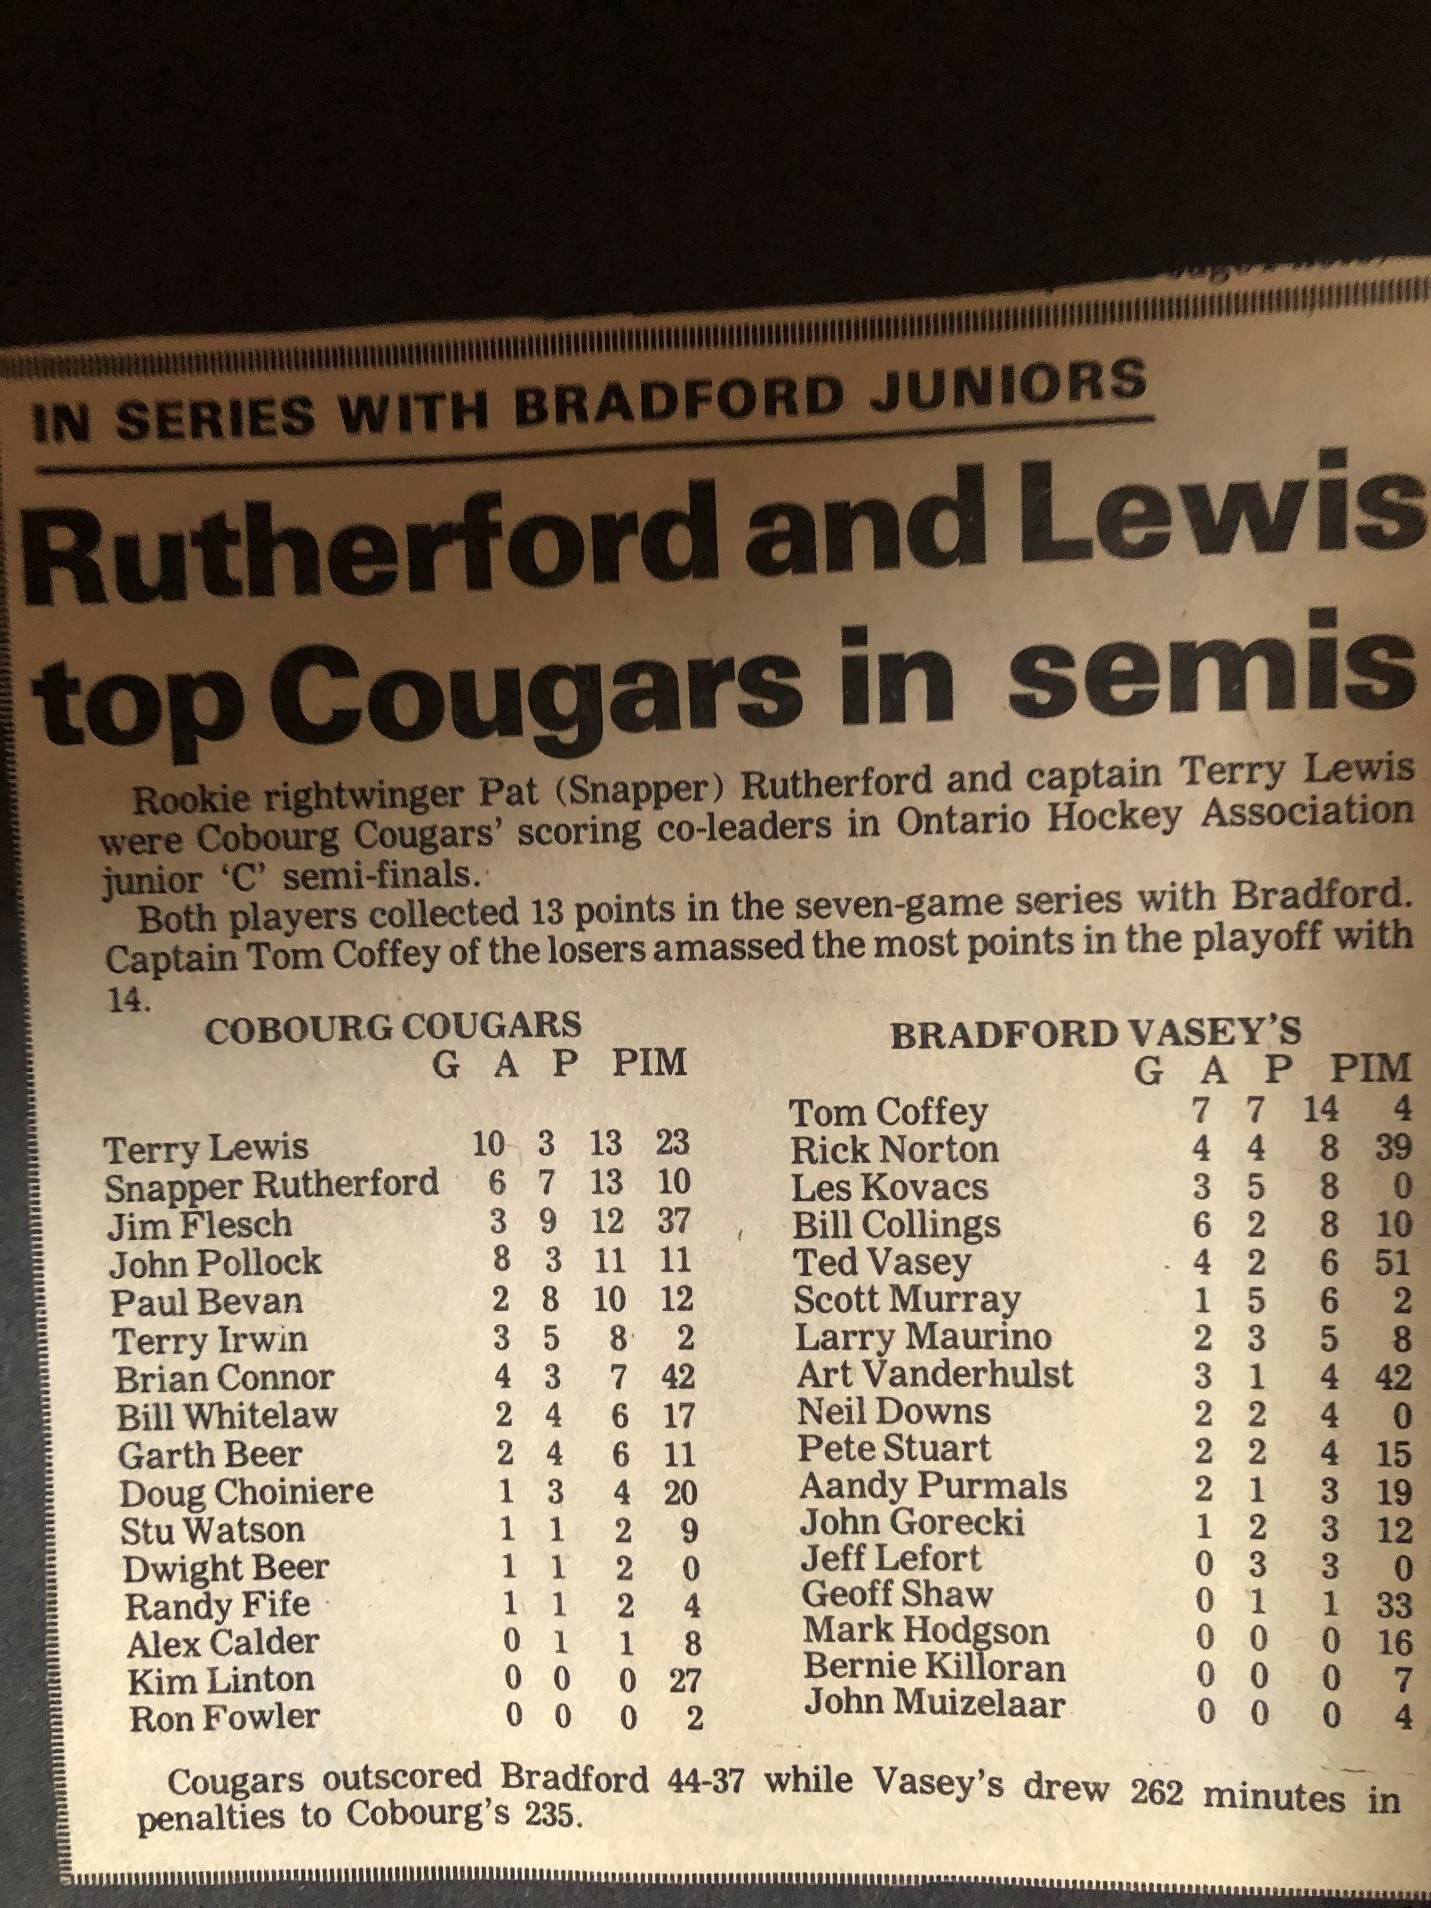 IN SERIES WITH BRADFORD JUNIORS
Rutherford and Lewis
top Cougars in semis
Rookie rightwinger Pat (Snapper) Rutherford and captain Terry Lewis
were Cobourg Cougars' scoring co-leaders in Ontario Hockey Association
junior 'C' semi-finals.
Both players collected 13 points in the seven-game series with Bradford.
Captain Tom Coffey of the losers amassed the most points in the playoff with
14.
COBOURG COUGARS
G A P PIM
Terry Lewis 10 3 13 23
Snapper Rutherford 6 7 13 10
Jim Flesch 3 9 12 37
John Pollock 8 3 11 11
Paul Bevan 2 8 10 12
Terry Irwin 3 5 8 2
Brian Connor 4 3 7 42
Bill Whitelaw 2 4 6 17
Garth Beer 2 4 6 11
Doug Choiniere 1 3 4 20
Stu Watson 1 1 2 9
Dwight Beer 1 1 2 0
Randy Fife 1 1 2 4
Alex Calder 0 1 1 8
Kim Linton 0 0 0 27
Ron Fowler 0 0 0 2
BRADFORD VASEY'S
G A P PIM
Tom Coffey 7 7 14 4
Rick Norton 4 4 8 39
Les Kovacs 3 5 8 0
Bill Collings 6 2 8 10
Ted Vasey 4 2 6 51
Scott Murray 1 5 6 2
Larry Maurino 2 3 5 8
Art Vanderhulst 3 1 4 42
Neil Downs 2 2 4 0
Pete Stuart 2 2 4 15
Aandy Purmals 2 1 3 19
John Gorecki 1 2 3 12
Jeff Lefort 0 3 3 0
Geoff Shaw 0 1 1 33
Mark Hodgson 0 0 0 16
Bernie Killoran 0 0 0 7
John Muizelaar 0 0 0 4
Cougars outscored Bradford 44-37 while Vasey's drew 262 minutes in
penalties to Cobourg's 235.